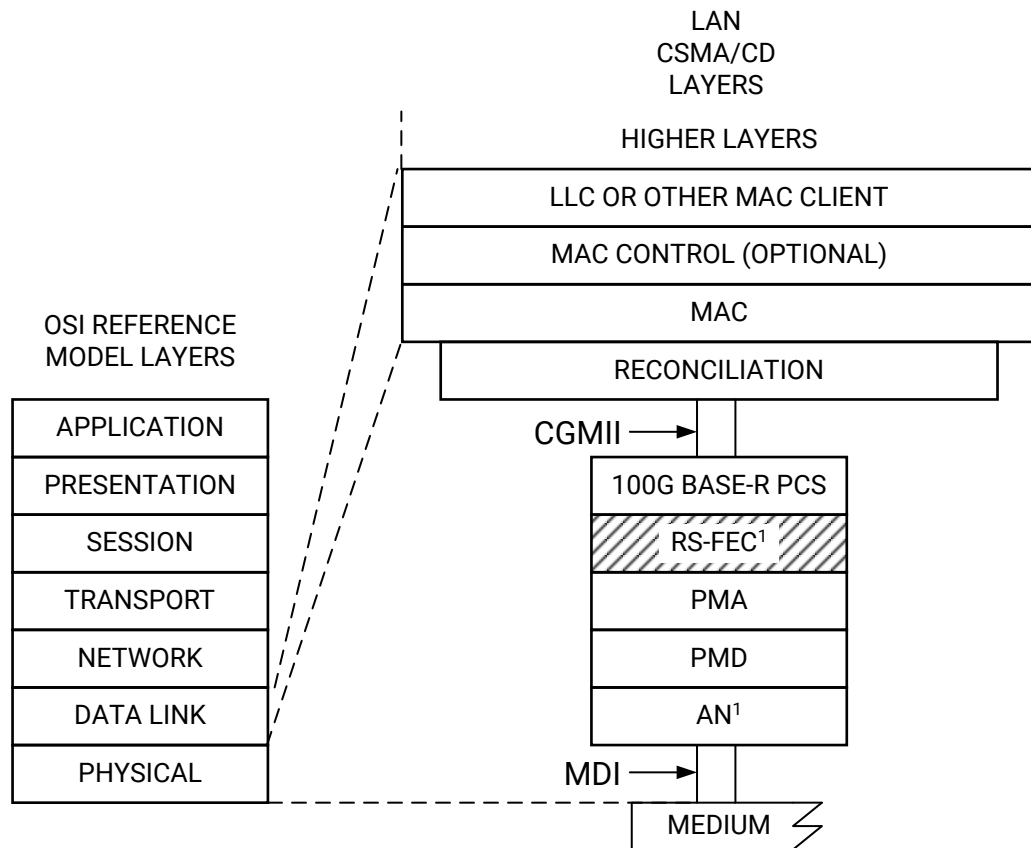 LAN
CSMA/CD
LAYERS
HIGHER LAYERS
LLC OR OTHER MAC CLIENT
MAC CONTROL (OPTIONAL)
MAC
RECONCILIATION
OSI REFERENCE
MODEL LAYERS
APPLICATION
PRESENTATION
SESSION
TRANSPORT
NETWORK
DATA LINK
PHYSICAL
CGMII
100G BASE-R PCS
RS-FEC¹
PMA
PMD
AN¹
MDI
MEDIUM